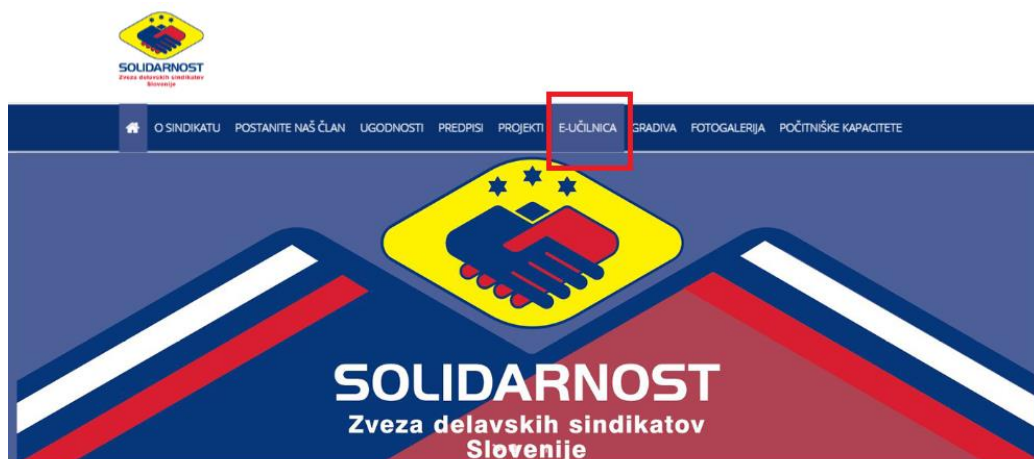 SOLIDARNOST
Zveza delavskih sindikatov
Slovenije
O SINDIKATU POSTANITE NAŠ ČLAN UGODNOSTI PREDPISI PROJEKTI E-UČILNICA GRADIVA FOTOGALERIJA POČITNIŠKE KAPACITETE
SOLIDARNOST
Zveza delavskih sindikatov
Slovenije